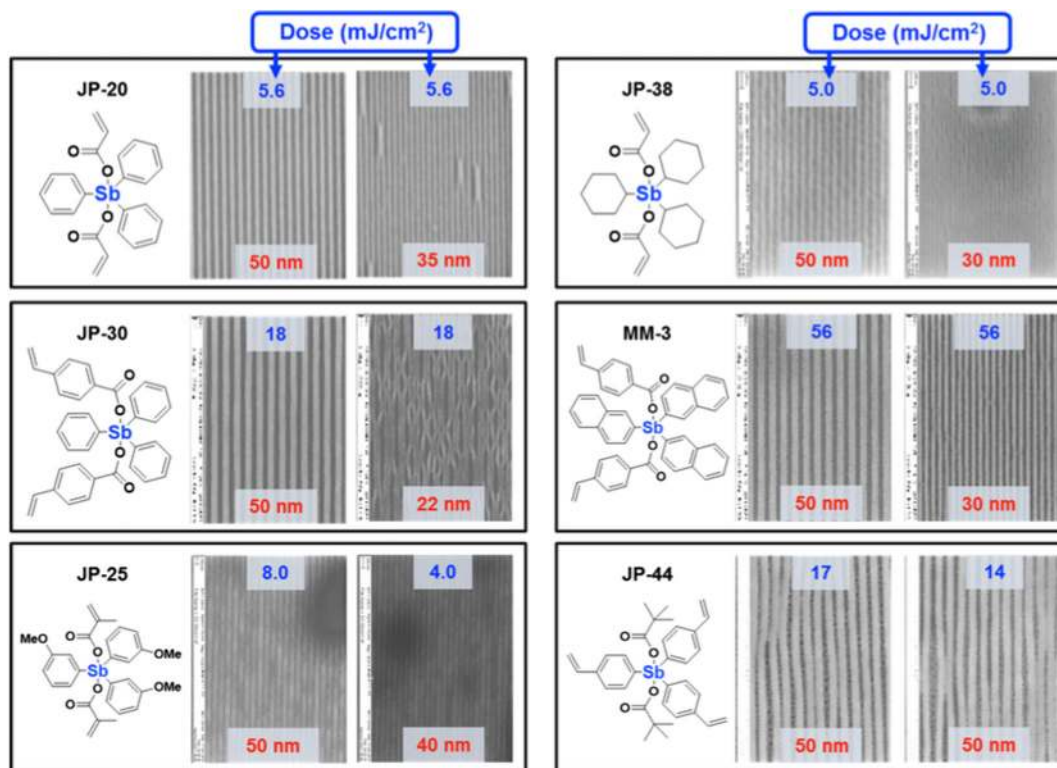 Dose (mJ/cm²)
Dose (mJ/cm²)
JP-20
5.6
5.6
O
O
Sb
O
O
50 nm
35 nm
JP-38
5.0
5.0
O
O
Sb
O
O
50 nm
30 nm
JP-30
18
18
O
O
Sb
O
O
50 nm
22 nm
MM-3
56
56
O
O
Sb
O
O
50 nm
30 nm
JP-25
8.0
4.0
MeO
O
O
Sb
OMe
O
O
OMe
50 nm
40 nm
JP-44
17
14
O
O
Sb
O
O
50 nm
50 nm